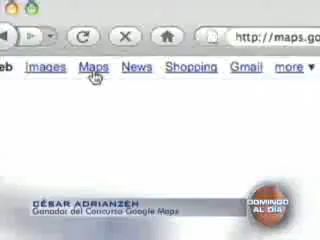 http://maps.go
eb Images Maps News Shopping Gmail more ▼
CÉSAR ADRIANZEN
Ganador del Concurso Google Maps
DOMINGO
AL DÍA